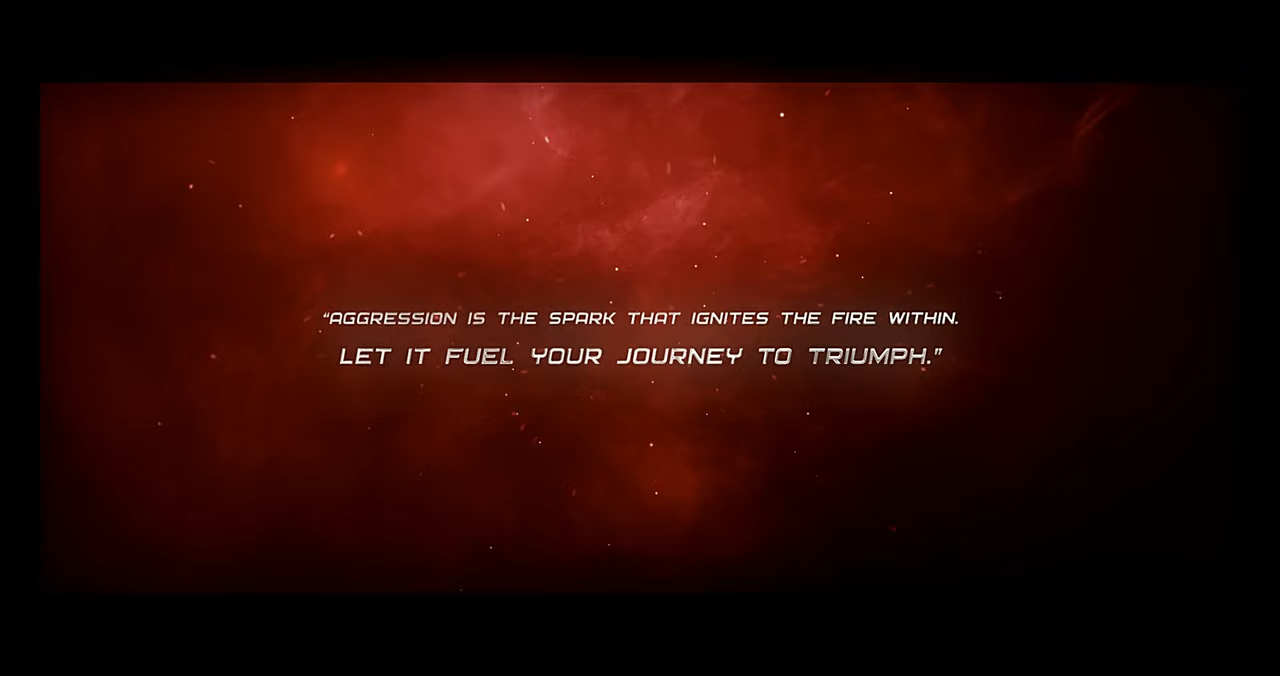 “AGGRESSION IS THE SPARK THAT IGNITES THE FIRE WITHIN.
LET IT FUEL YOUR JOURNEY TO TRIUMPH.”